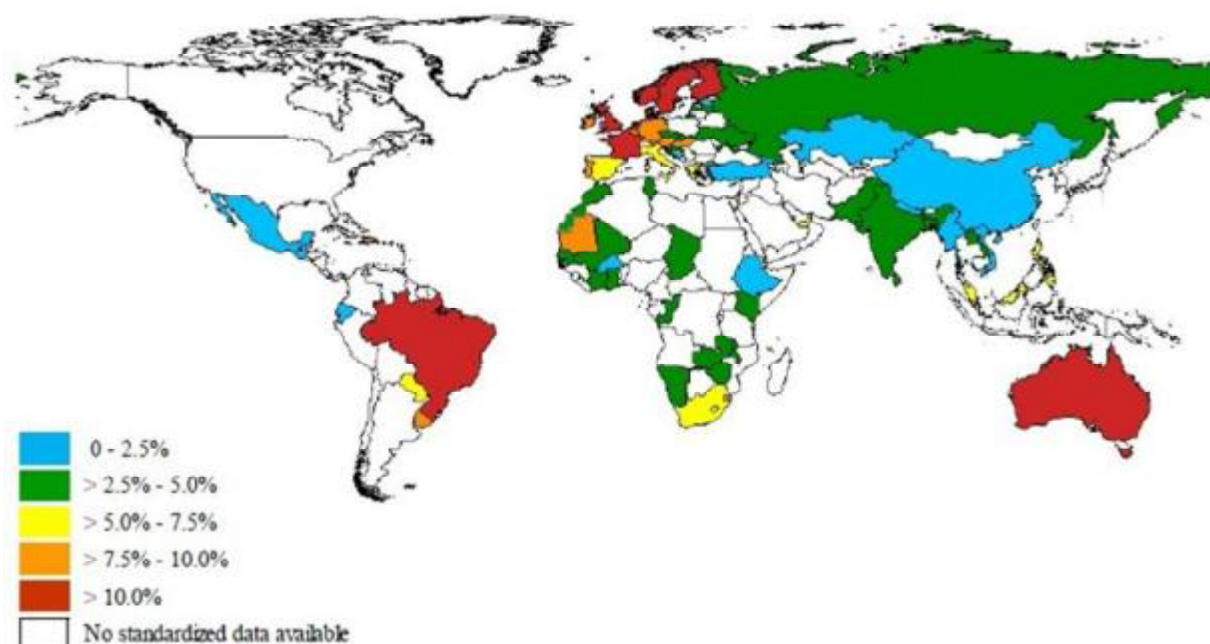 0 - 2.5%
> 2.5% - 5.0%
> 5.0% - 7.5%
> 7.5% - 10.0%
> 10.0%
No standardized data available